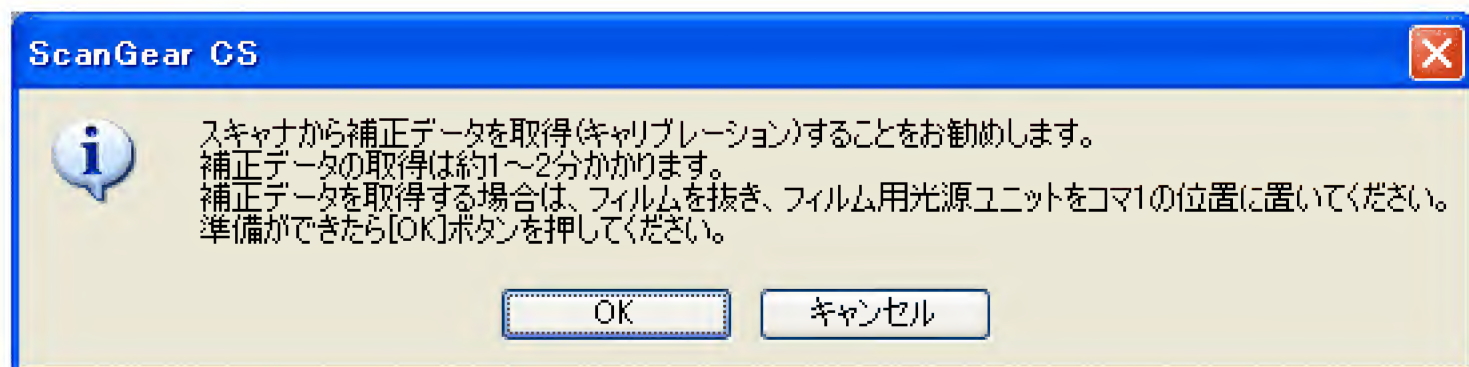 ScanGear CS
スキャナから補正データを取得(キャリブレーション)することをお勧めします。
補正データの取得は約1～2分かかります。
補正データを取得する場合は、フィルムを抜き、フィルム用光源ユニットをコマ1の位置に置いてください。
準備ができたら[OK]ボタンを押してください。
OK
キャンセル